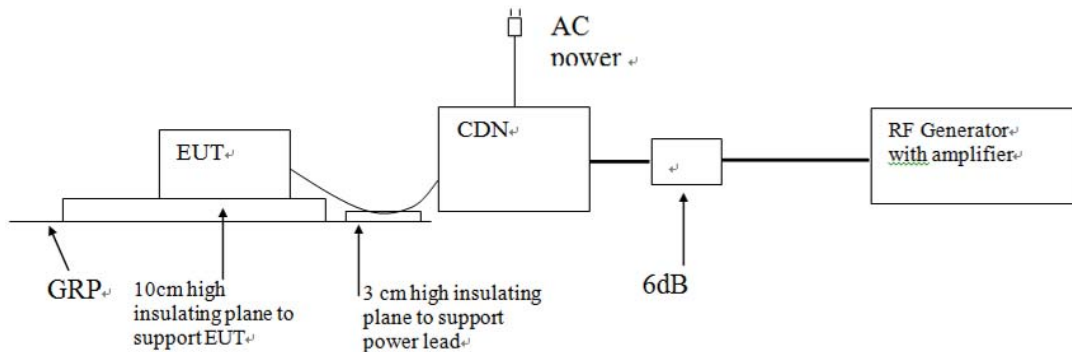 AC
power
CDN
EUT
RF Generator
with amplifier
GRP
10cm high
insulating plane to
support EUT
3 cm high insulating
plane to support
power lead
6dB